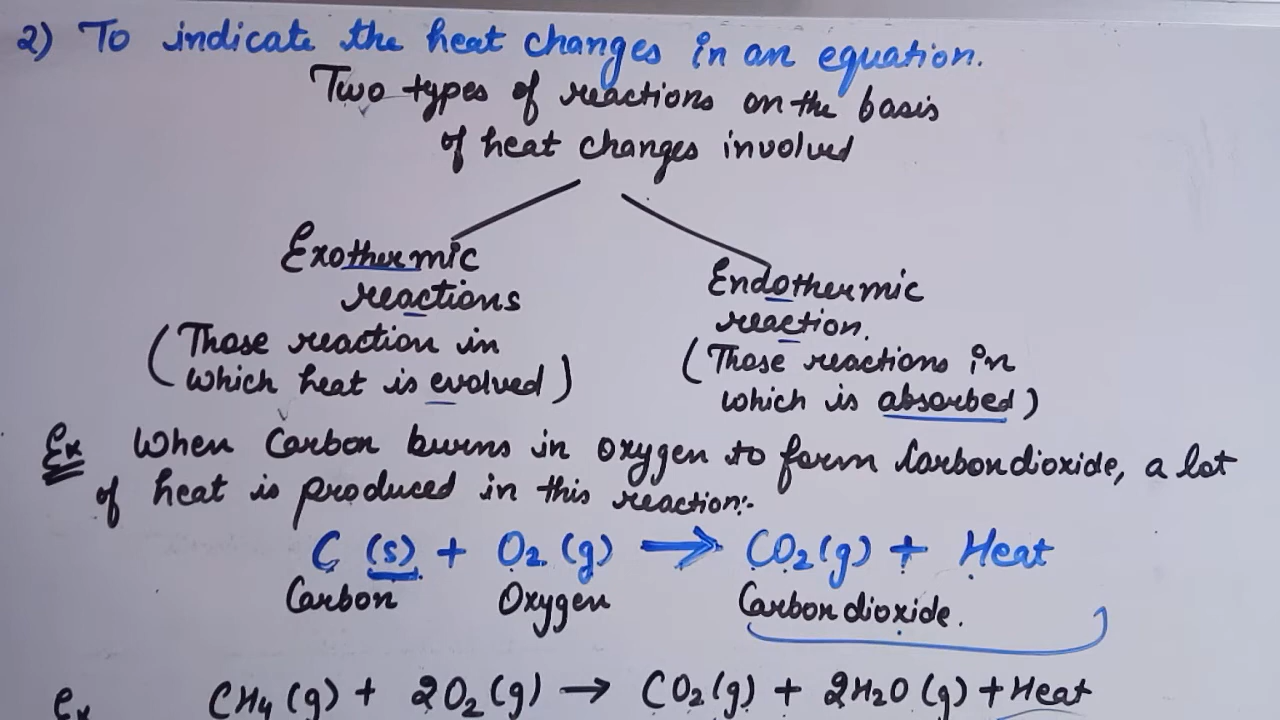 2) To indicate the heat changes in an equation.
Two types of reactions on the basis
of heat changes involved
Exothermic
reactions
(Those reaction in
which heat is evolved)
Endothermic
reaction.
(Those reactions in
which is absorbed)
Ex When Carbon burns in oxygen to form Carbondioxide, a lot
of heat is produced in this reaction:-
C (s) + O2 (g) → CO2(g) + Heat
Carbon Oxygen Carbondioxide.
Ex CH4 (g) + 2O2 (g) → CO2(g) + 2H2O (g) + Heat